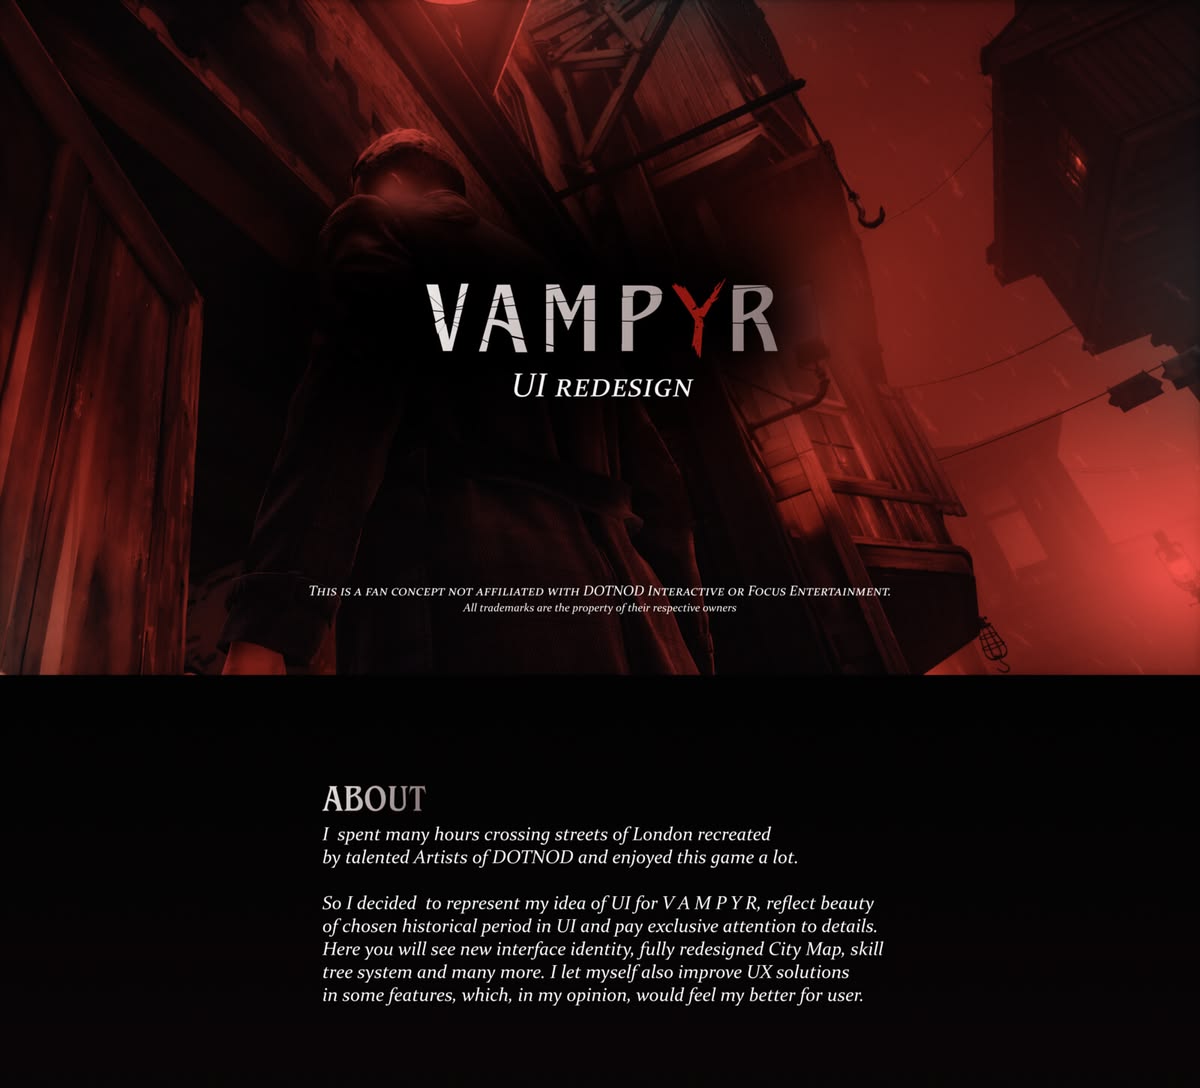 VAMPYR
UI REDESIGN
THIS IS A FAN CONCEPT NOT AFFILIATED WITH DOTNOD INTERACTIVE OR FOCUS ENTERTAINMENT.
All trademarks are the property of their respective owners
ABOUT
I spent many hours crossing streets of London recreated
by talented Artists of DOTNOD and enjoyed this game a lot.
So I decided to represent my idea of UI for V A M P Y R, reflect beauty
of chosen historical period in UI and pay exclusive attention to details.
Here you will see new interface identity, fully redesigned City Map, skill
tree system and many more. I let myself also improve UX solutions
in some features, which, in my opinion, would feel my better for user.